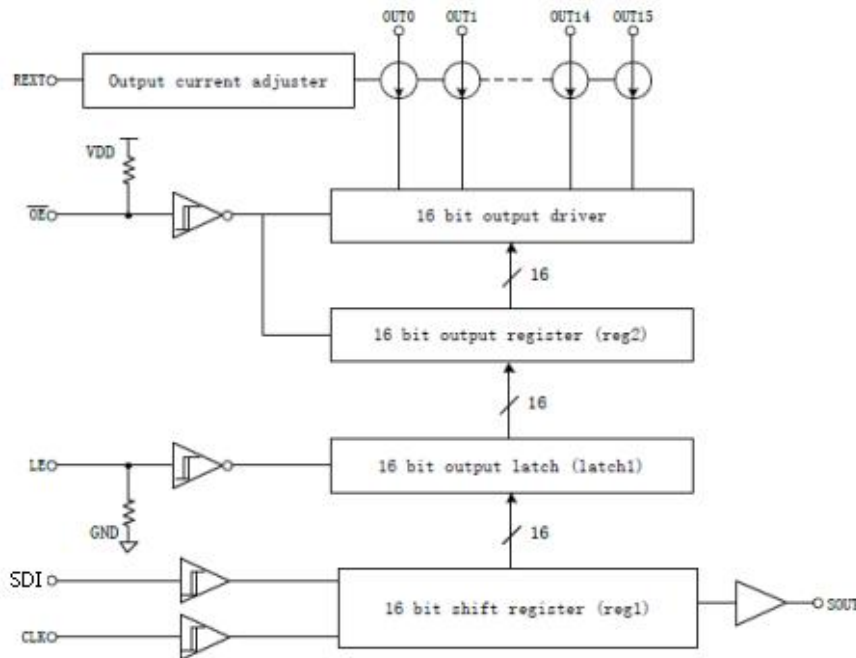 OUT0 OUT1 OUT14 OUT15
REXT Output current adjuster
VDD
OE 16 bit output driver
16
16 bit output register (reg2)
16
LE 16 bit output latch (latch1)
16
GND
SDI
16 bit shift register (reg1) SOUT
CLK